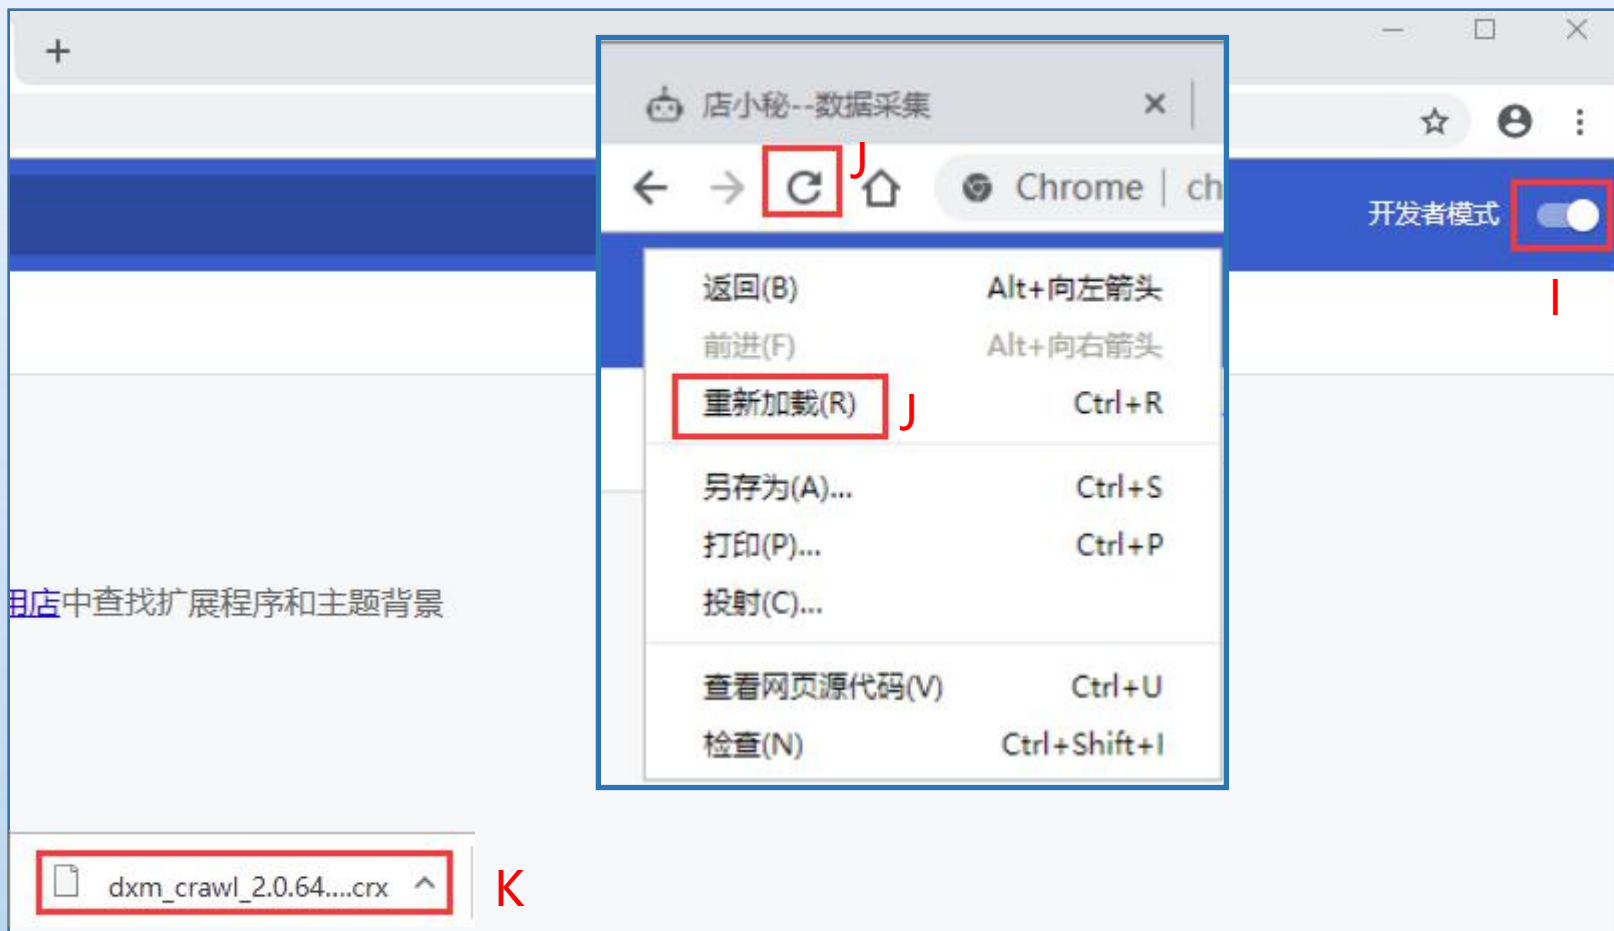 店小秘--数据采集
J
Chrome | ch
开发者模式
I
返回(B) Alt+向左箭头
前进(F) Alt+向右箭头
重新加载(R) Ctrl+R
J
另存为(A)... Ctrl+S
打印(P)... Ctrl+P
投射(C)...
用店中查找扩展程序和主题背景
查看网页源代码(V) Ctrl+U
检查(N) Ctrl+Shift+I
dxm_crawl_2.0.64....crx
K